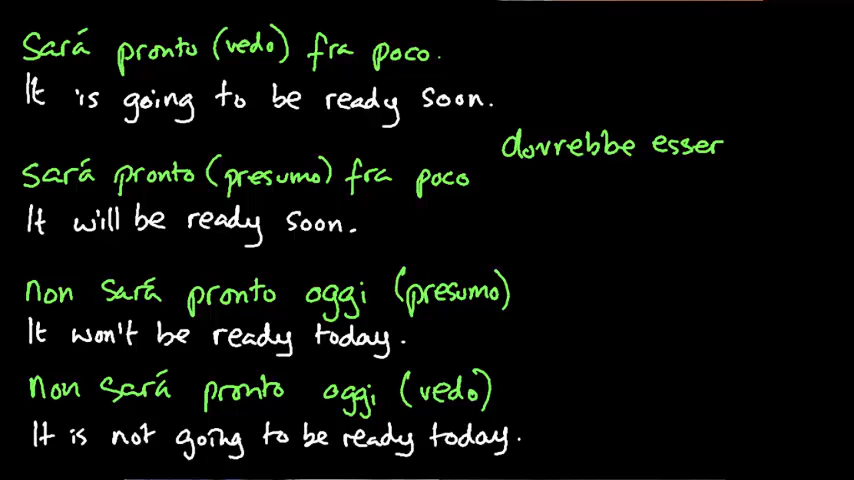 Sará pronto (vedo) fra poco.
It is going to be ready soon.
dovrebbe esser
Sará pronto (presumo) fra poco
It will be ready soon.
Non sará pronto oggi (presumo)
It won't be ready today.
Non sará pronto oggi (vedo)
It is not going to be ready today.